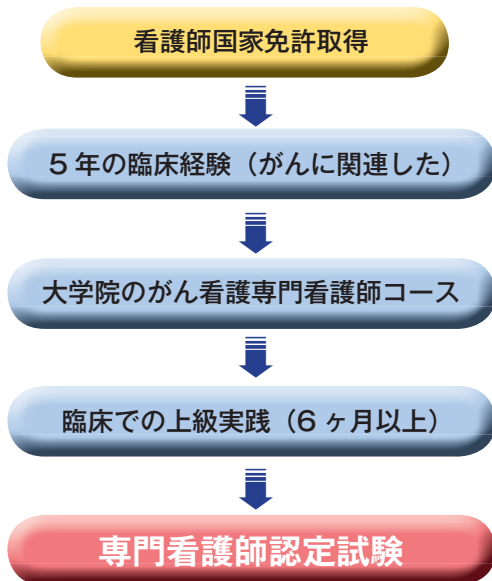 看護師国家免許取得
5年の臨床経験（がんに関連した）
大学院のがん看護専門看護師コース
臨床での上級実践（6ヶ月以上）
専門看護師認定試験